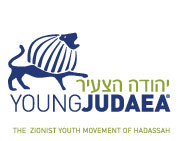 יהודה הצעיר
YOUNGJUDAEA®
THE ZIONIST YOUTH MOVEMENT OF HADASSAH